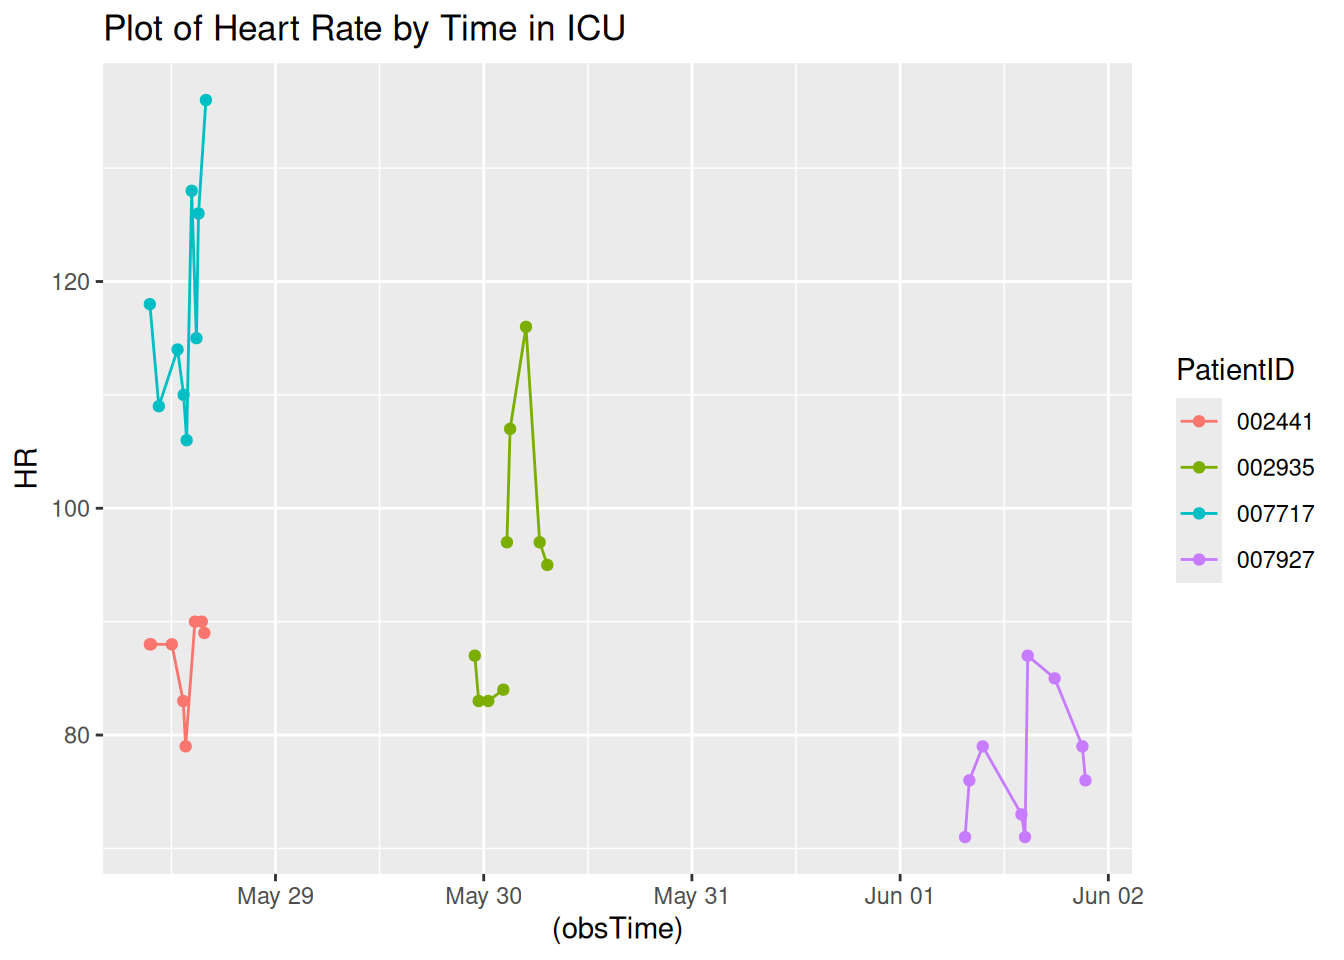 Plot of Heart Rate by Time in ICU
120
100
80
HR
May 29
May 30
May 31
Jun 01
Jun 02
(obsTime)
PatientID
002441
002935
007717
007927